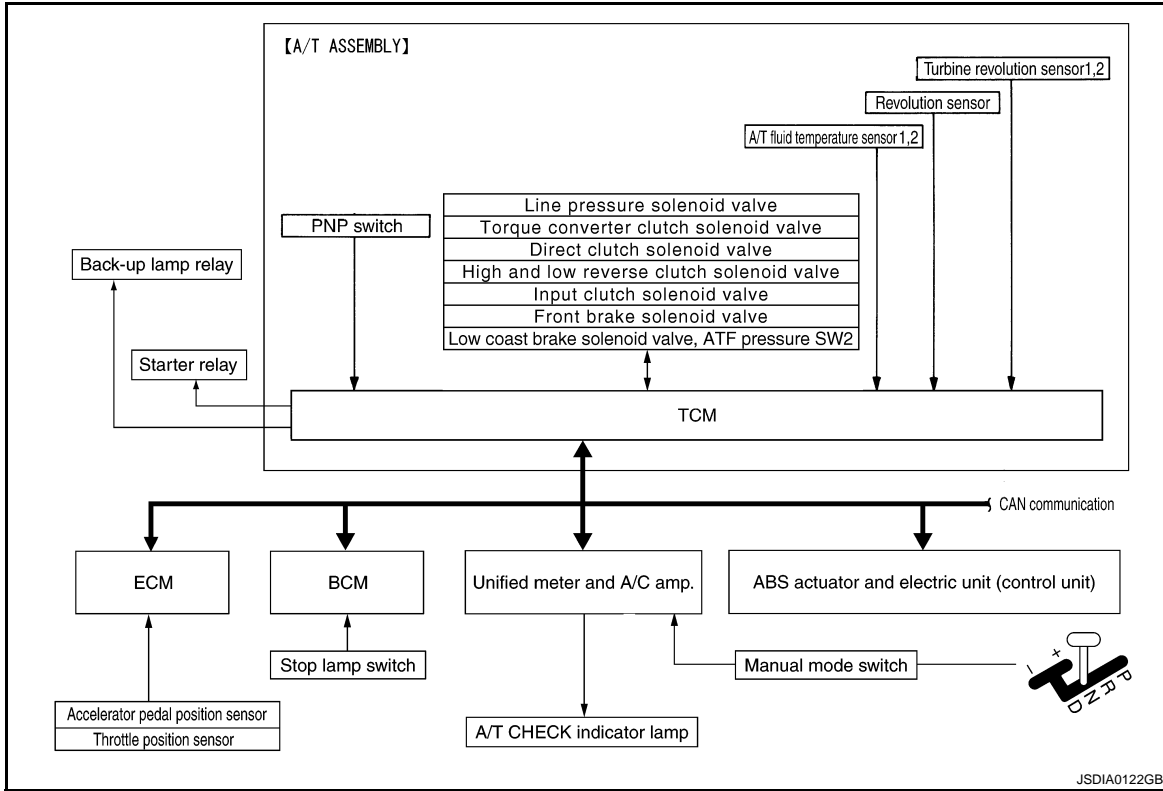 【A/T ASSEMBLY】
Turbine revolution sensor1,2
Revolution sensor
A/T fluid temperature sensor1,2
Line pressure solenoid valve
Torque converter clutch solenoid valve
Direct clutch solenoid valve
High and low reverse clutch solenoid valve
Input clutch solenoid valve
Front brake solenoid valve
Low coast brake solenoid valve, ATF pressure SW2
PNP switch
Back-up lamp relay
Starter relay
TCM
CAN communication
ECM
BCM
Unified meter and A/C amp.
ABS actuator and electric unit (control unit)
Stop lamp switch
Manual mode switch
+
-
P
R
N
D
Accelerator pedal position sensor
Throttle position sensor
A/T CHECK indicator lamp
JSDIA0122GB